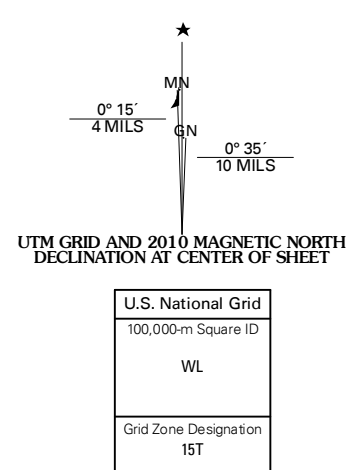 ★
MN
0° 15´
4 MILS
GN
0° 35´
10 MILS
UTM GRID AND 2010 MAGNETIC NORTH
DECLINATION AT CENTER OF SHEET
U.S. National Grid
100,000-m Square ID
WL
Grid Zone Designation
15T